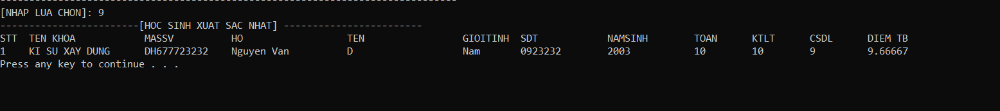 -------------------------------------------------------------------------------
[NHAP LUA CHON]: 9
------------------------[HOC SINH XUAT SAC NHAT] ------------------------
STT  TEN KHOA            MASSV          HO                  TEN                 GIOITINH  SDT            NAMSINH        TOAN      KTLT      CSDL      DIEM TB
1    KI SU XAY DUNG      DH677723232    Nguyen Van          D                   Nam       0923232        2003           10        10        9         9.66667
Press any key to continue . . .